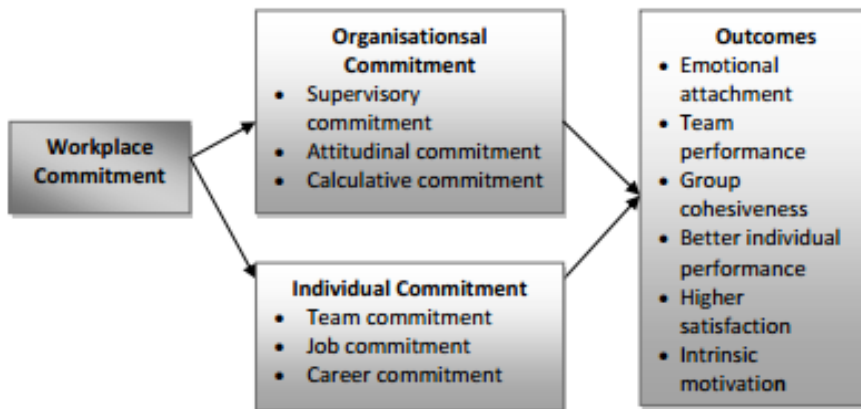 Workplace
Commitment
Organisationsal
Commitment
• Supervisory
commitment
• Attitudinal commitment
• Calculative commitment
Individual Commitment
• Team commitment
• Job commitment
• Career commitment
Outcomes
• Emotional
attachment
• Team
performance
• Group
cohesiveness
• Better individual
performance
• Higher
satisfaction
• Intrinsic
motivation